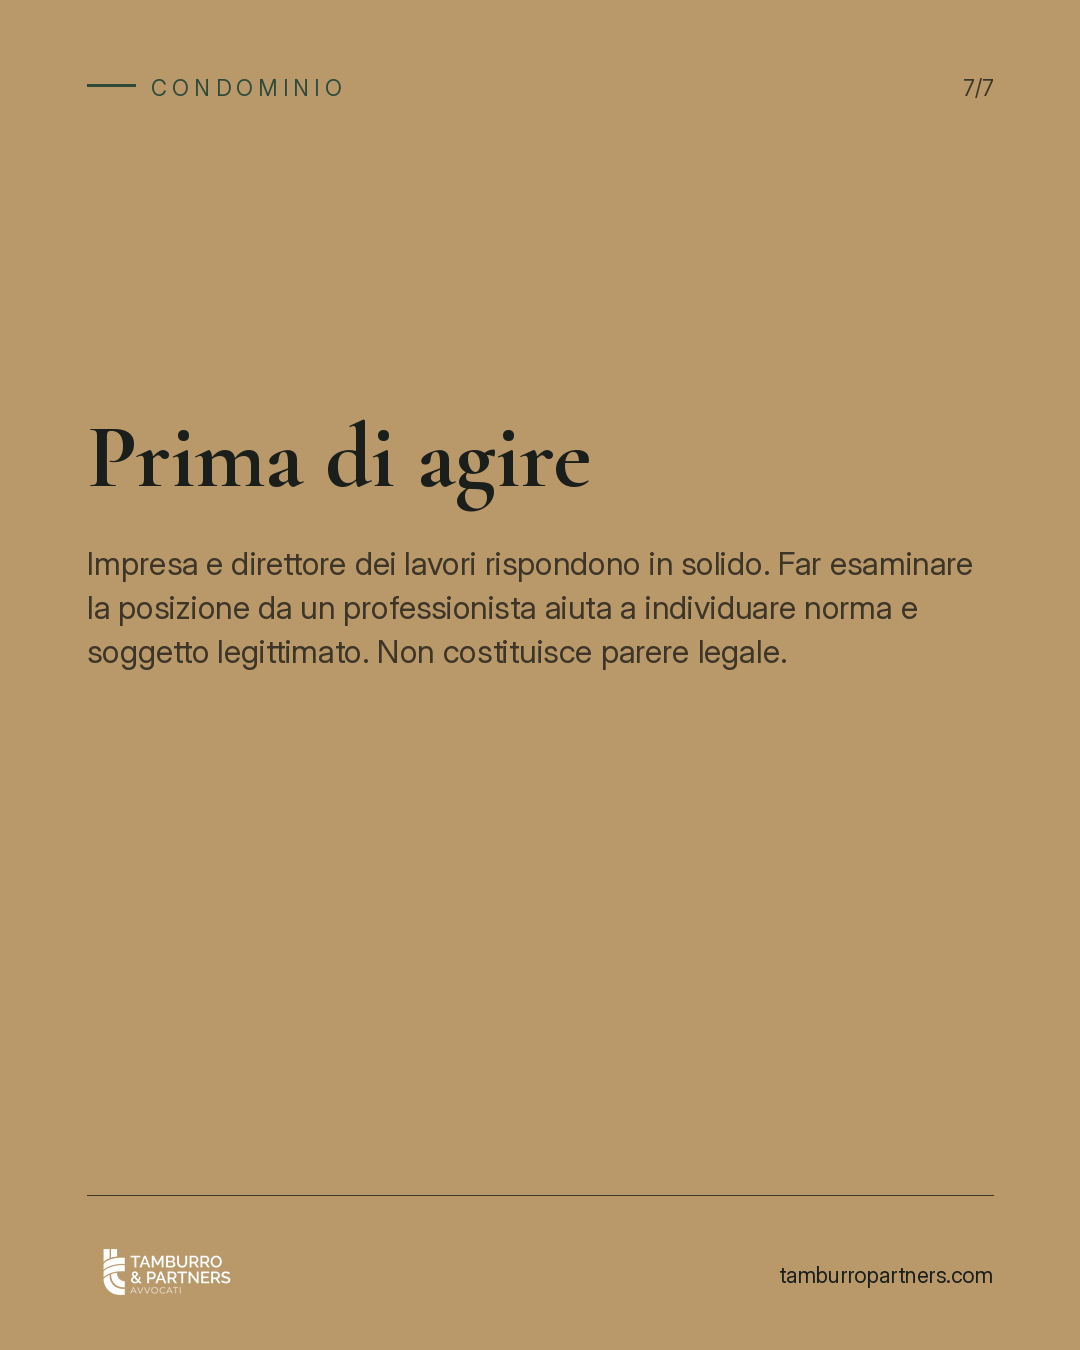 CONDOMINIO
7/7
Prima di agire
Impresa e direttore dei lavori rispondono in solido. Far esaminare
la posizione da un professionista aiuta a individuare norma e
soggetto legittimato. Non costituisce parere legale.
TAMBURRO
& PARTNERS
AVVOCATI
tamburropartners.com